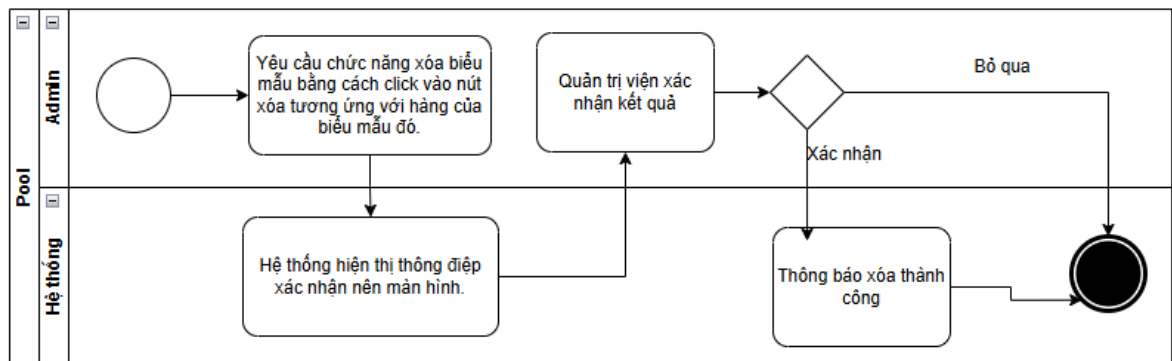 Pool
Admin
Yêu cầu chức năng xóa biểu
mẫu bằng cách click vào nút
xóa tương ứng với hàng của
biểu mẫu đó.
Quản trị viện xác
nhận kết quả
Bỏ qua
Xác nhận
Hệ thống
Hệ thống hiện thị thông điệp
xác nhận nên màn hình.
Thông báo xóa thành
công